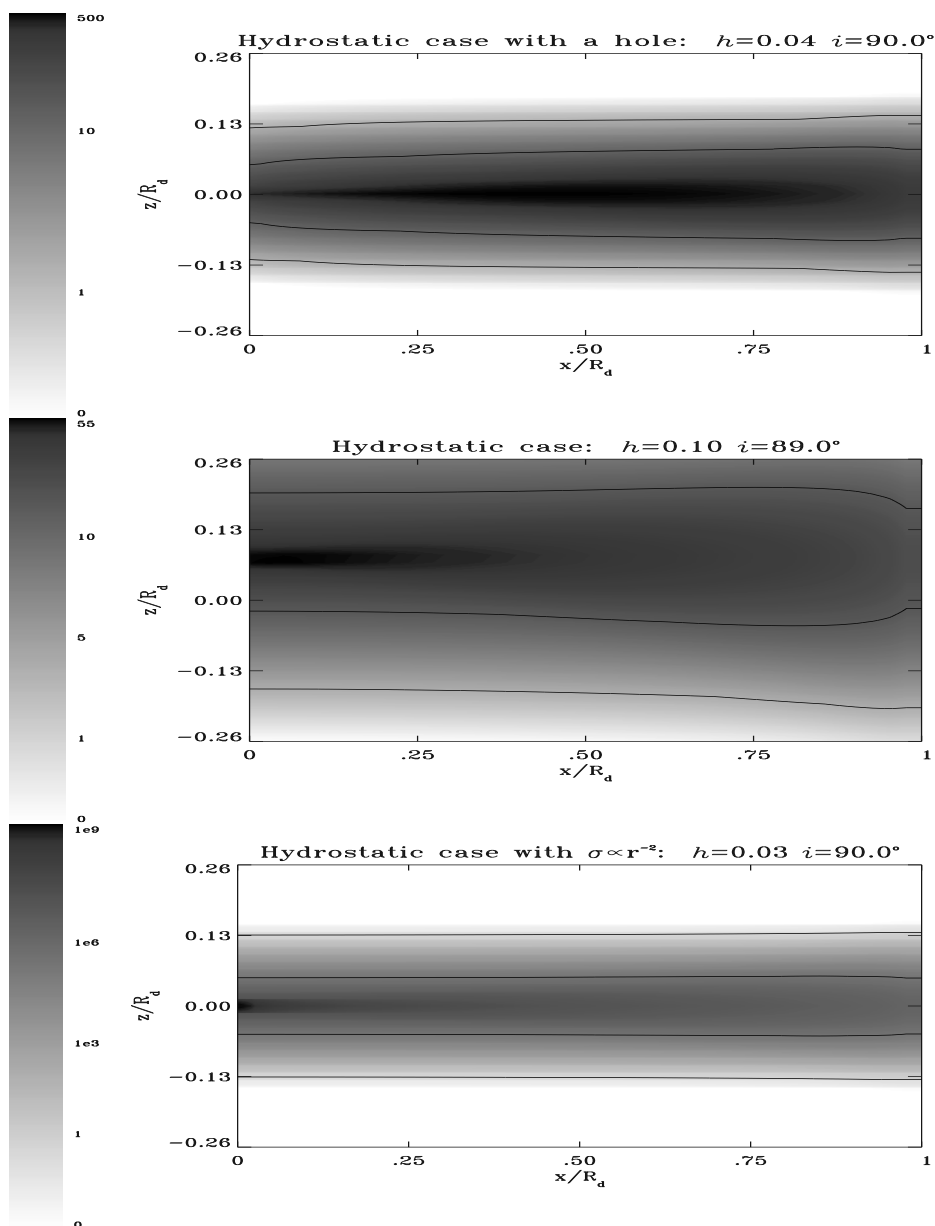 500
10
1
0
Hydrostatic case with a hole: h=0.04 i=90.0°
0.26
0.13
0.00
−0.13
−0.26
z/R_d
0 .25 .50 .75 1
x/R_d
55
10
5
1
0
Hydrostatic case: h=0.10 i=89.0°
0.26
0.13
0.00
−0.13
−0.26
z/R_d
0 .25 .50 .75 1
x/R_d
1e9
1e6
1e3
1
0
Hydrostatic case with σ∝r⁻²: h=0.03 i=90.0°
0.26
0.13
0.00
−0.13
−0.26
z/R_d
0 .25 .50 .75 1
x/R_d